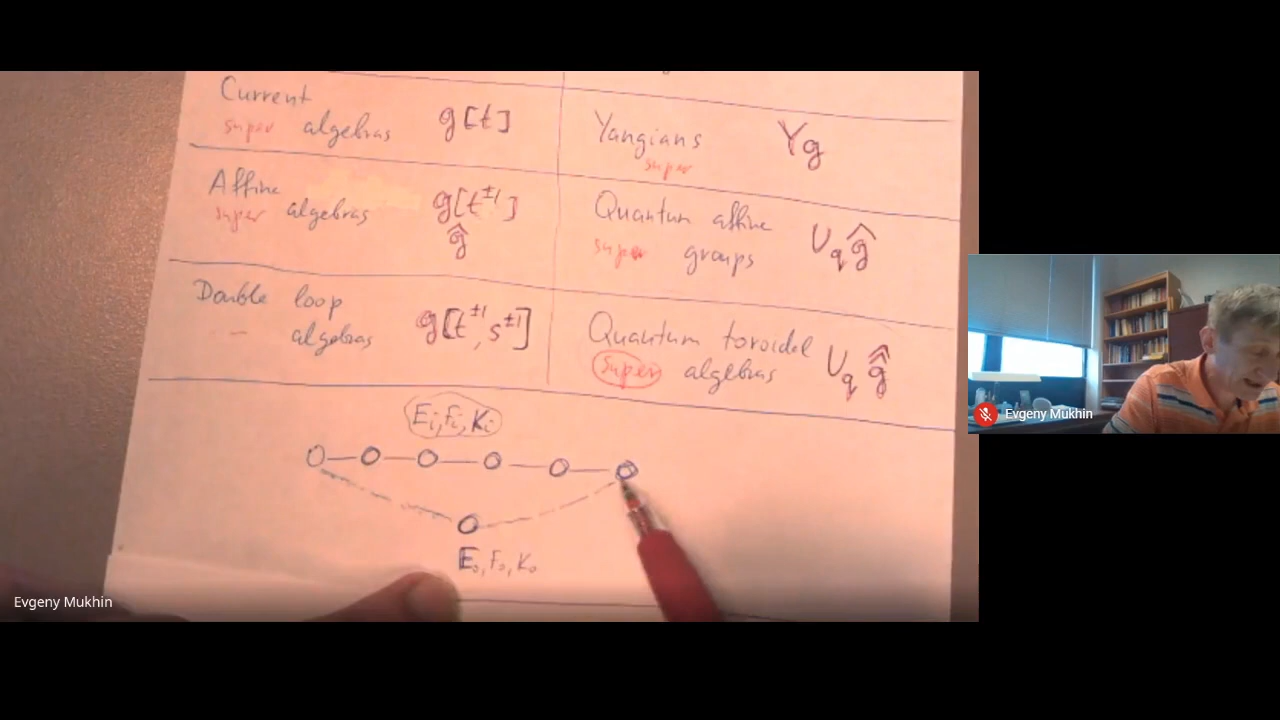 Current
super algebras g[t]
Yangians Yg
super
Affine
super algebras g[t^{±1}]
ĝ
Quantum affine
super groups U_q ĝ
Double loop
— algebras g[t^{±1}, s^{±1}]
Quantum toroidal
super algebras U_q g^^
E_i, F_i, K_i
E_0, F_0, K_0
Evgeny Mukhin
Evgeny Mukhin